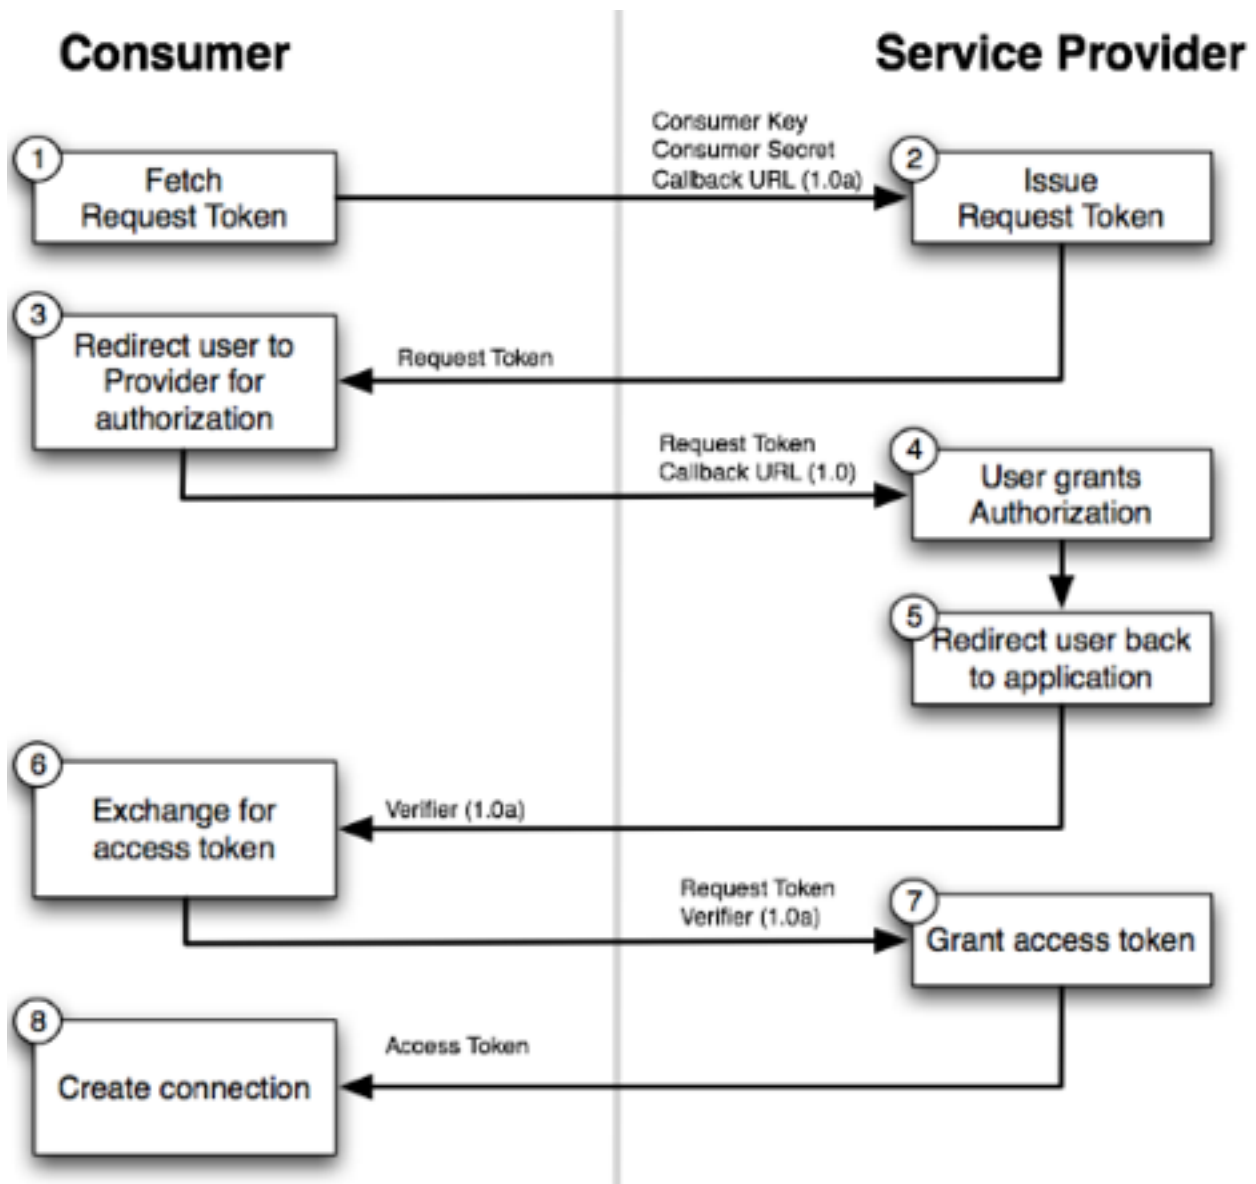 Consumer
Service Provider
Consumer Key
Consumer Secret
Callback URL (1.0a)
1
Fetch
Request Token
2
Issue
Request Token
3
Redirect user to
Provider for
authorization
Request Token
Request Token
Callback URL (1.0)
4
User grants
Authorization
5
Redirect user back
to application
6
Exchange for
access token
Verifier (1.0a)
Request Token
Verifier (1.0a)
7
Grant access token
8
Create connection
Access Token